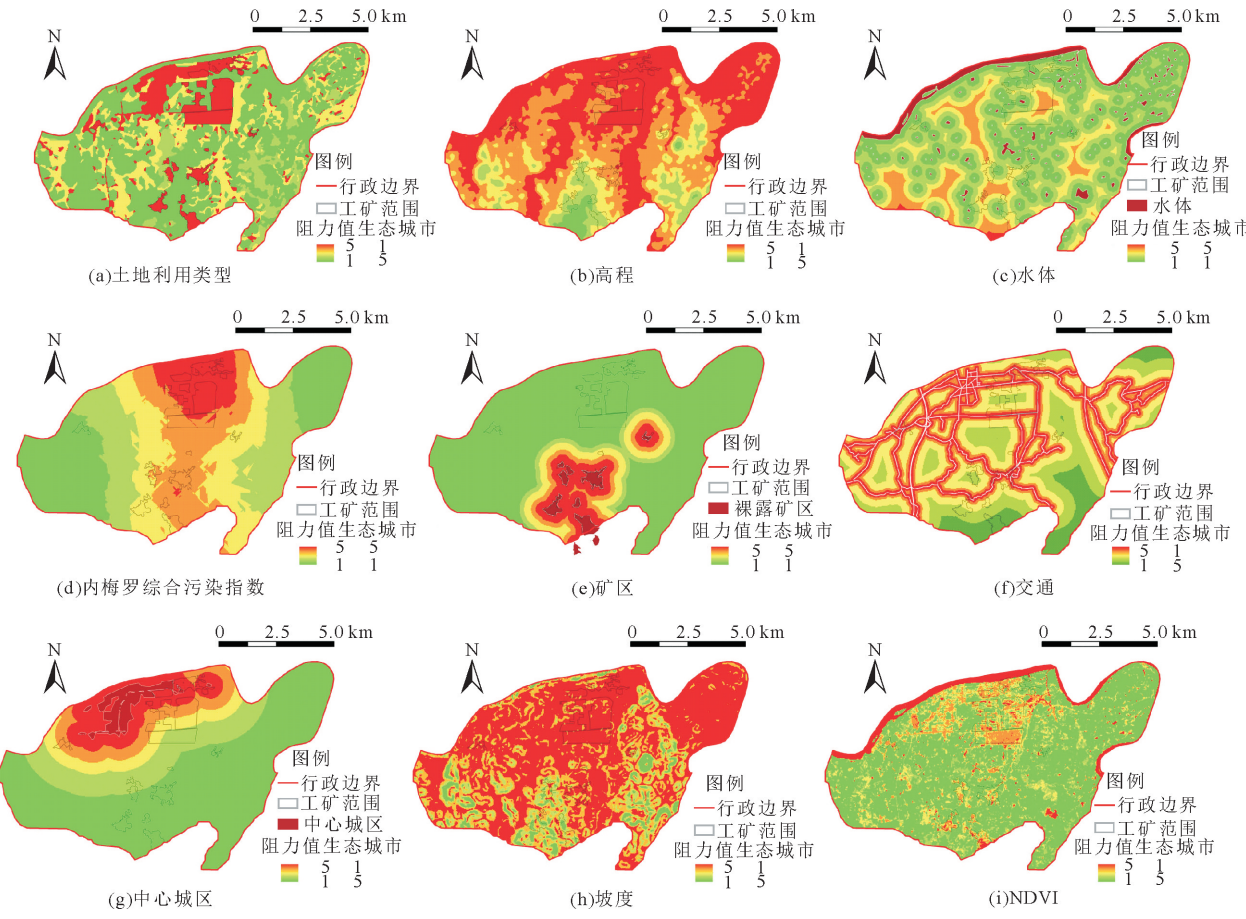 0 2.5 5.0 km
N
图例
行政边界
工矿范围
阻力值生态城市
5 1
1 5
(a)土地利用类型
0 2.5 5.0 km
N
图例
行政边界
工矿范围
阻力值生态城市
5 1
1 5
(b)高程
0 2.5 5.0 km
N
图例
行政边界
工矿范围
水体
阻力值生态城市
5 5
1 1
(c)水体
0 2.5 5.0 km
N
图例
行政边界
工矿范围
阻力值生态城市
5 5
1 1
(d)内梅罗综合污染指数
0 2.5 5.0 km
N
图例
行政边界
工矿范围
裸露矿区
阻力值生态城市
5 5
1 1
(e)矿区
0 2.5 5.0 km
N
图例
行政边界
工矿范围
阻力值生态城市
5 1
1 5
(f)交通
0 2.5 5.0 km
N
图例
行政边界
工矿范围
中心城区
阻力值生态城市
5 1
1 5
(g)中心城区
0 2.5 5.0 km
N
图例
行政边界
工矿范围
阻力值生态城市
5 1
1 5
(h)坡度
0 2.5 5.0 km
N
图例
行政边界
工矿范围
阻力值生态城市
5 1
1 5
(i)NDVI